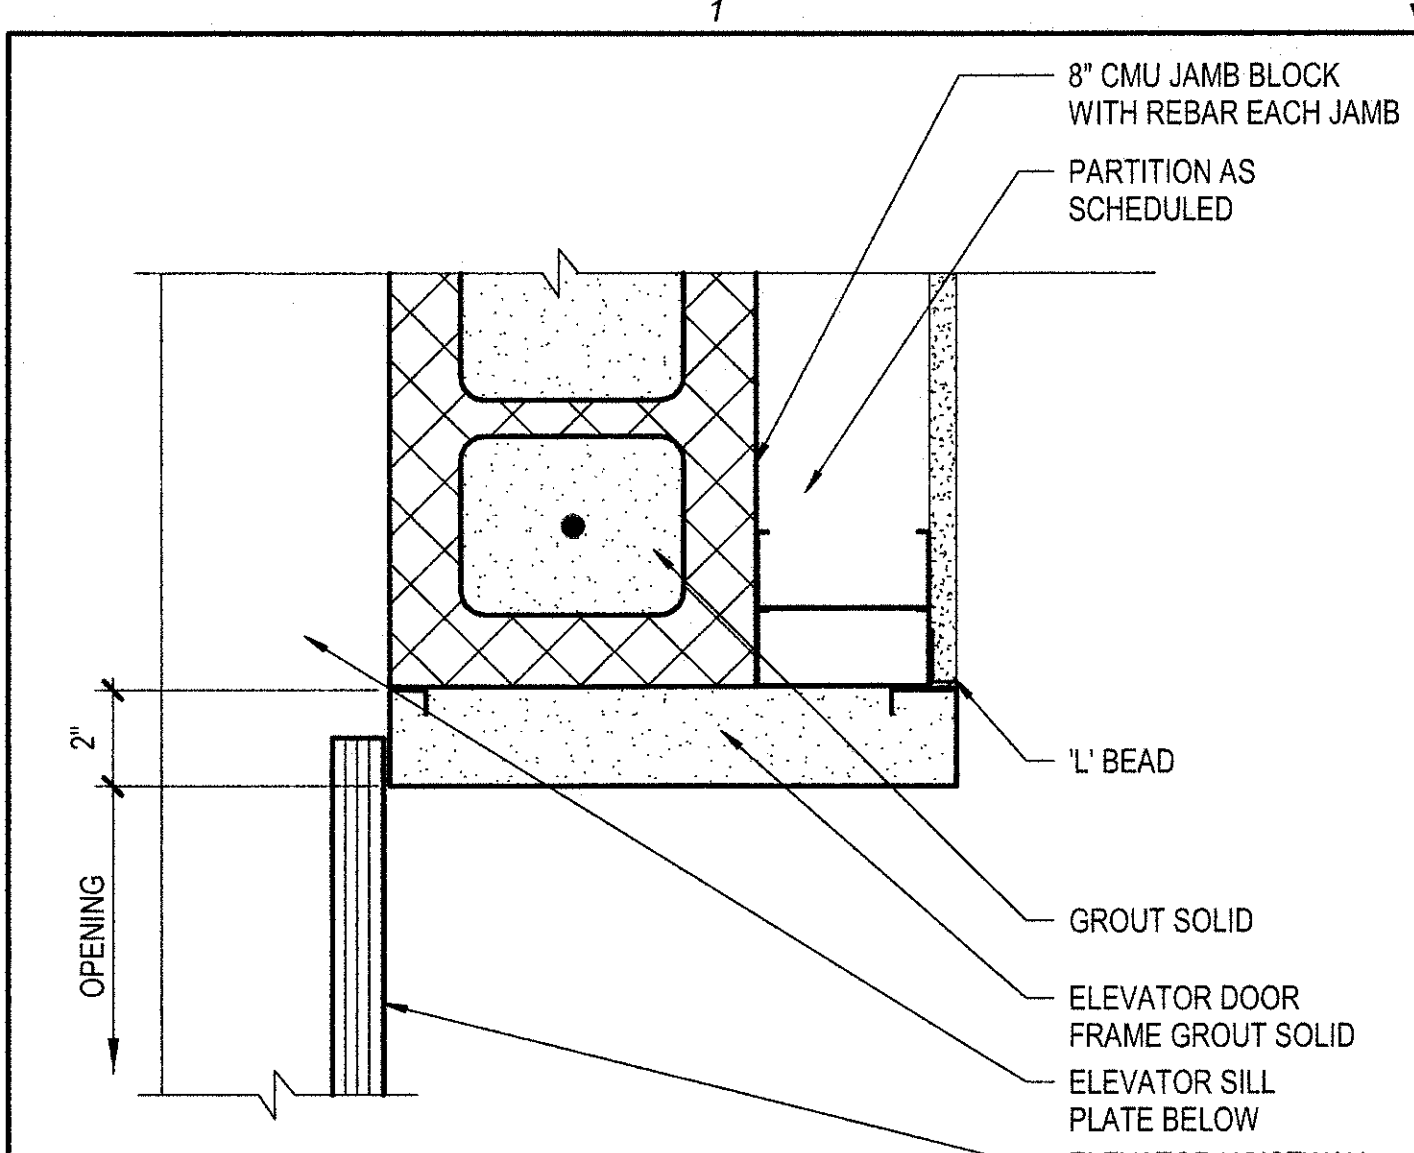 1
8" CMU JAMB BLOCK
WITH REBAR EACH JAMB
PARTITION AS
SCHEDULED
2"
'L' BEAD
OPENING
GROUT SOLID
ELEVATOR DOOR
FRAME GROUT SOLID
ELEVATOR SILL
PLATE BELOW